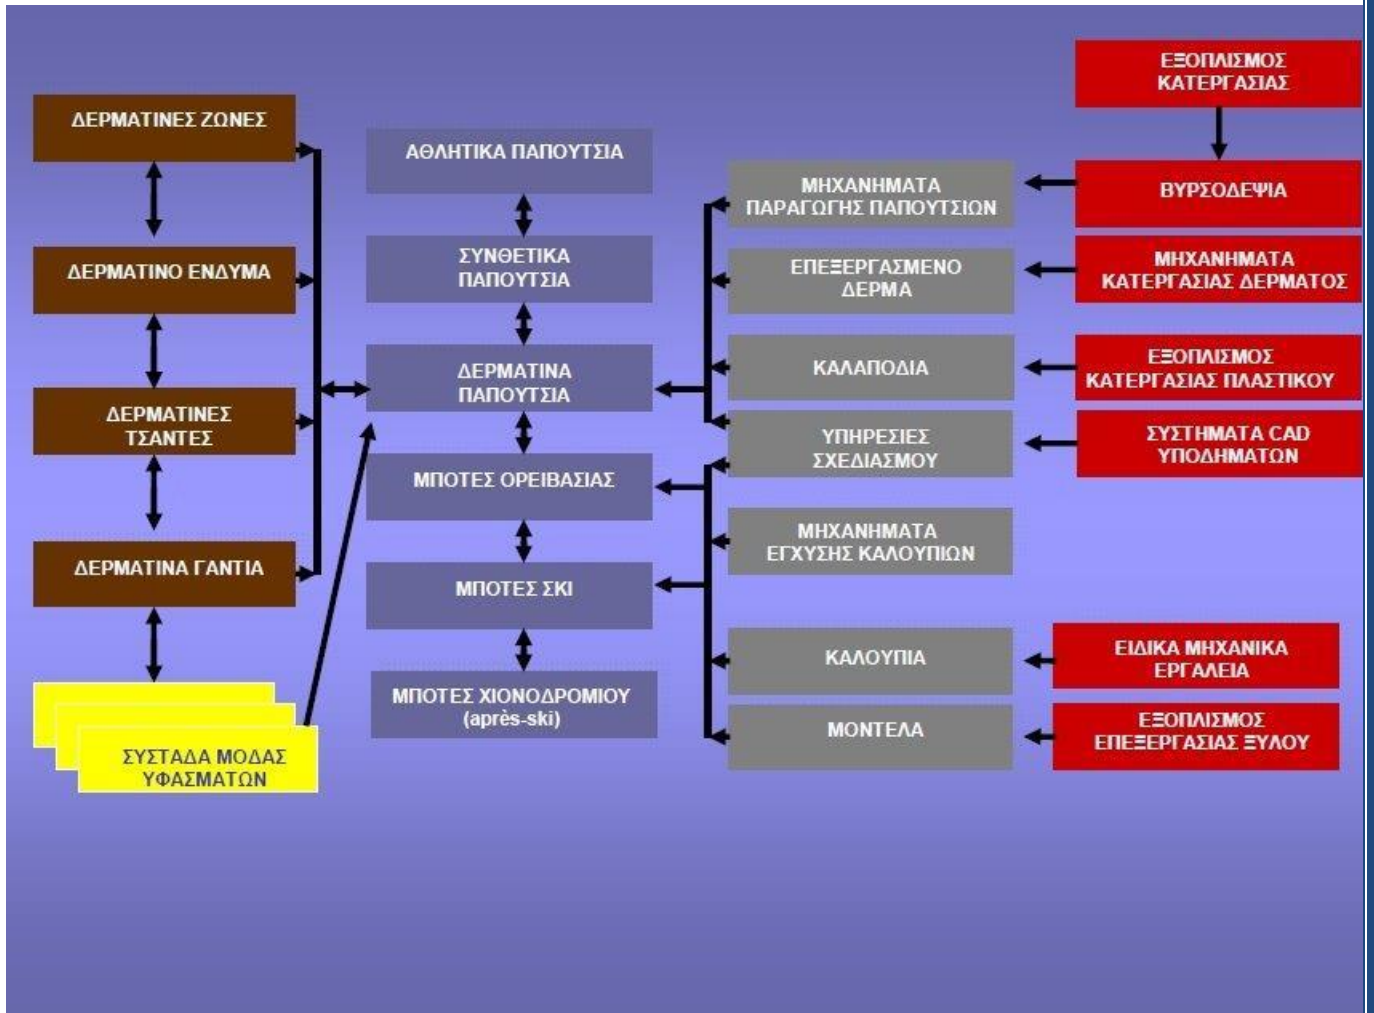 ΔΕΡΜΑΤΙΝΕΣ ΖΩΝΕΣ
ΔΕΡΜΑΤΙΝΟ ΕΝΔΥΜΑ
ΔΕΡΜΑΤΙΝΕΣ
ΤΣΑΝΤΕΣ
ΔΕΡΜΑΤΙΝΑ ΓΑΝΤΙΑ
ΣΥΣΤΑΔΑ ΜΟΔΑΣ
ΥΦΑΣΜΑΤΩΝ
ΑΘΛΗΤΙΚΑ ΠΑΠΟΥΤΣΙΑ
ΣΥΝΘΕΤΙΚΑ
ΠΑΠΟΥΤΣΙΑ
ΔΕΡΜΑΤΙΝΑ
ΠΑΠΟΥΤΣΙΑ
ΜΠΟΤΕΣ ΟΡΕΙΒΑΣΙΑΣ
ΜΠΟΤΕΣ ΣΚΙ
ΜΠΟΤΕΣ ΧΙΟΝΟΔΡΟΜΙΟΥ
(après-ski)
ΜΗΧΑΝΗΜΑΤΑ
ΠΑΡΑΓΩΓΗΣ ΠΑΠΟΥΤΣΙΩΝ
ΕΠΕΞΕΡΓΑΣΜΕΝΟ
ΔΕΡΜΑ
ΚΑΛΑΠΟΔΙΑ
ΥΠΗΡΕΣΙΕΣ
ΣΧΕΔΙΑΣΜΟΥ
ΜΗΧΑΝΗΜΑΤΑ
ΕΓΧΥΣΗΣ ΚΑΛΟΥΠΙΩΝ
ΚΑΛΟΥΠΙΑ
ΜΟΝΤΕΛΑ
ΕΞΟΠΛΙΣΜΟΣ
ΚΑΤΕΡΓΑΣΙΑΣ
ΒΥΡΣΟΔΕΨΙΑ
ΜΗΧΑΝΗΜΑΤΑ
ΚΑΤΕΡΓΑΣΙΑΣ ΔΕΡΜΑΤΟΣ
ΕΞΟΠΛΙΣΜΟΣ
ΚΑΤΕΡΓΑΣΙΑΣ ΠΛΑΣΤΙΚΟΥ
ΣΥΣΤΗΜΑΤΑ CAD
ΥΠΟΔΗΜΑΤΩΝ
ΕΙΔΙΚΑ ΜΗΧΑΝΙΚΑ
ΕΡΓΑΛΕΙΑ
ΕΞΟΠΛΙΣΜΟΣ
ΕΠΕΞΕΡΓΑΣΙΑΣ ΞΥΛΟΥ